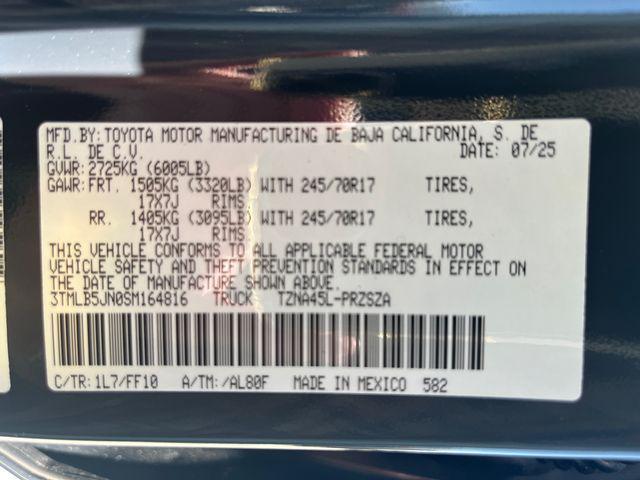 MFD.BY:TOYOTA MOTOR MANUFACTURING DE BAJA CALIFORNIA, S. DE
R.L. DE C.V. DATE: 07/25
GVWR:2725KG (6005LB)
GAWR:FRT. 1505KG (3320LB) WITH 245/70R17 TIRES,
17X7J RIMS
RR. 1405KG (3095LB) WITH 245/70R17 TIRES,
17X7J RIMS
THIS VEHICLE CONFORMS TO ALL APPLICABLE FEDERAL MOTOR
VEHICLE SAFETY AND THEFT PREVENTION STANDARDS IN EFFECT ON
THE DATE OF MANUFACTURE SHOWN ABOVE.
3TMLB5JN0SM164816 TRUCK TZNA45L-PRZSZA
C/TR:1L7/FF10 A/TM:/AL80F MADE IN MEXICO 582